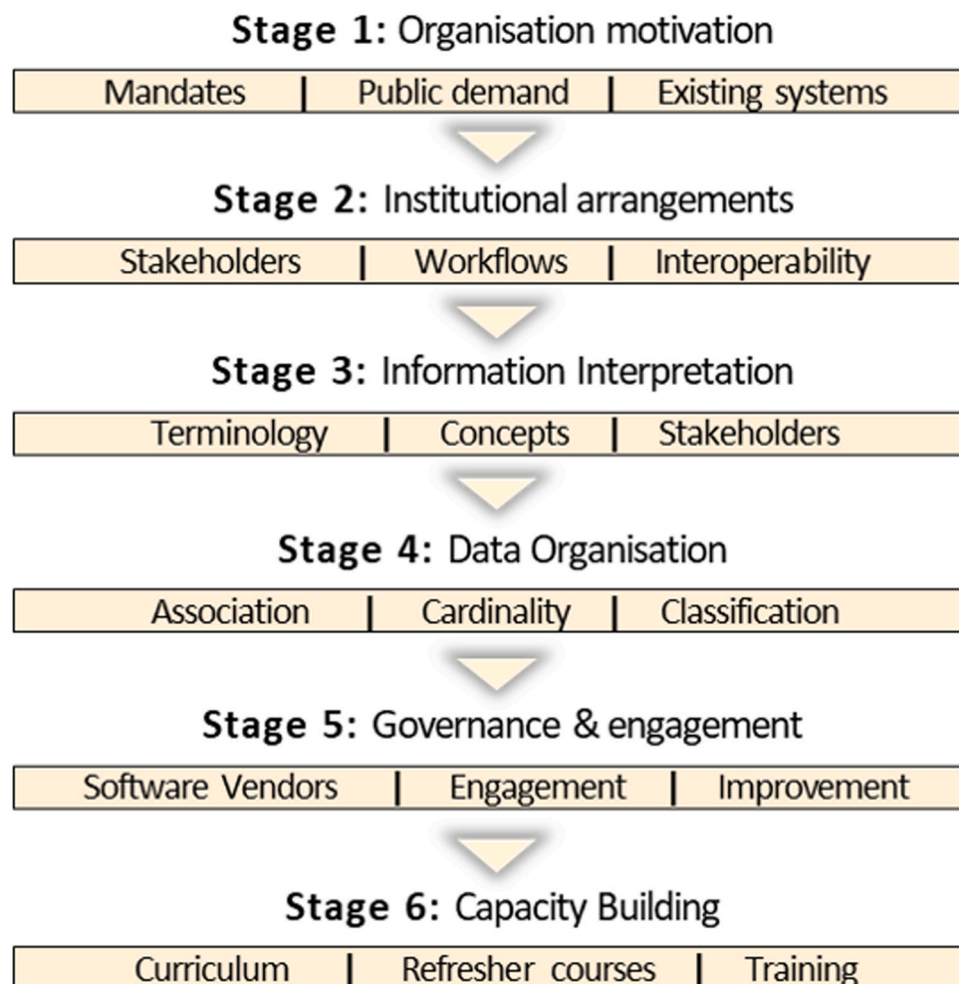 Stage 1: Organisation motivation
Mandates | Public demand | Existing systems
Stage 2: Institutional arrangements
Stakeholders | Workflows | Interoperability
Stage 3: Information Interpretation
Terminology | Concepts | Stakeholders
Stage 4: Data Organisation
Association | Cardinality | Classification
Stage 5: Governance & engagement
Software Vendors | Engagement | Improvement
Stage 6: Capacity Building
Curriculum | Refresher courses | Training